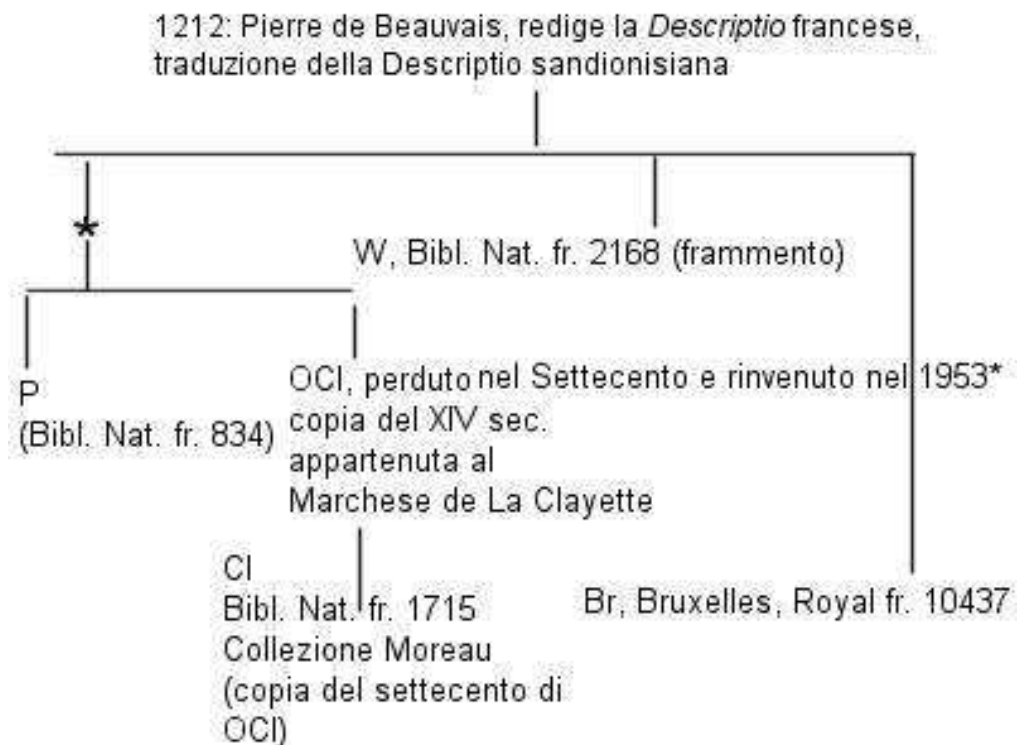 1212: Pierre de Beauvais, redige la Descriptio francese,
traduzione della Descriptio sandionisiana
*
W, Bibl. Nat. fr. 2168 (frammento)
P
(Bibl. Nat. fr. 834)
OCl, perduto nel Settecento e rinvenuto nel 1953*
copia del XIV sec.
appartenuta al
Marchese de La Clayette
Cl
Bibl. Nat. fr. 1715
Collezione Moreau
(copia del settecento di
OCl)
Br, Bruxelles, Royal fr. 10437